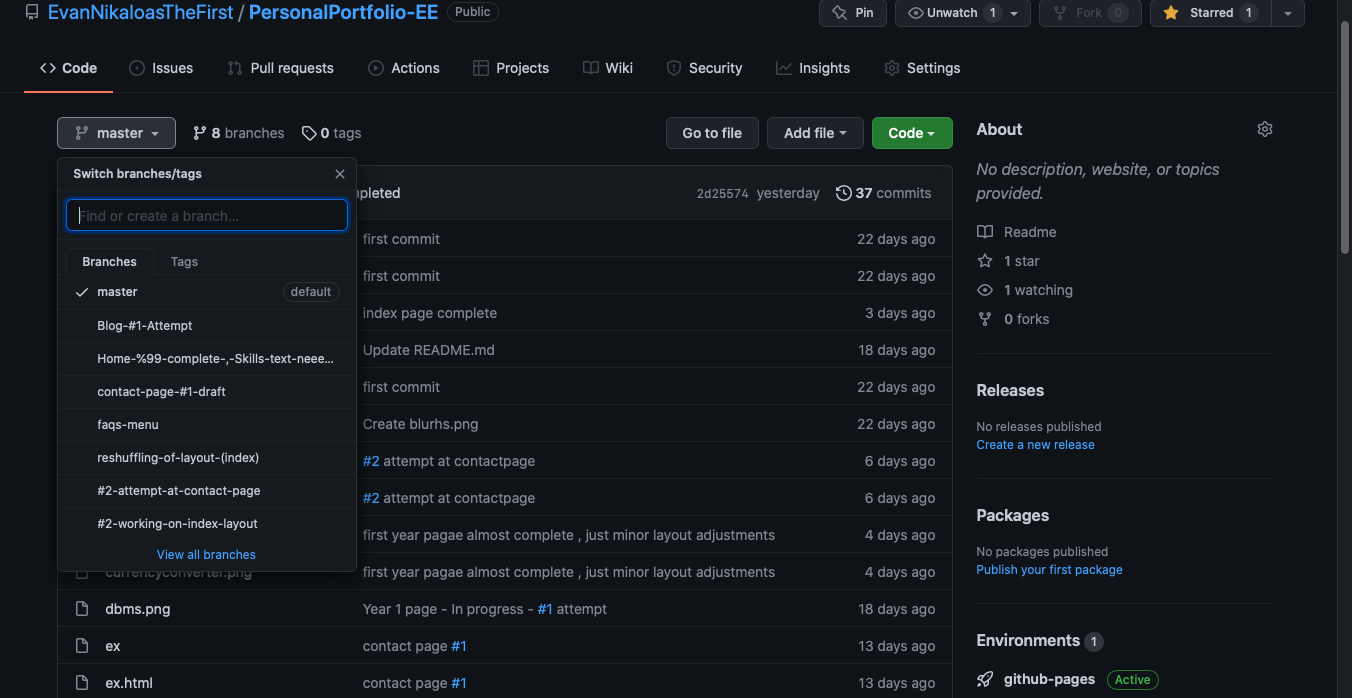 EvanNikaloasTheFirst / PersonalPortfolio-EE Public
Pin Unwatch 1 Fork 0 Starred 1
Code Issues Pull requests Actions Projects Wiki Security Insights Settings
master 8 branches 0 tags Go to file Add file Code
Switch branches/tags
Find or create a branch...
Branches Tags
master default
Blog-#1-Attempt
Home-%99-complete-,-Skills-text-neee...
contact-page-#1-draft
faqs-menu
reshuffling-of-layout-(index)
#2-attempt-at-contact-page
#2-working-on-index-layout
View all branches
2d25574 yesterday 37 commits
first commit 22 days ago
first commit 22 days ago
index page complete 3 days ago
Update README.md 18 days ago
first commit 22 days ago
Create blurhs.png 22 days ago
#2 attempt at contactpage 6 days ago
#2 attempt at contactpage 6 days ago
first year pagae almost complete , just minor layout adjustments 4 days ago
currencyconverter.png first year pagae almost complete , just minor layout adjustments 4 days ago
dbms.png Year 1 page - In progress - #1 attempt 18 days ago
ex contact page #1 13 days ago
ex.html contact page #1 13 days ago
About
No description, website, or topics
provided.
Readme
1 star
1 watching
0 forks
Releases
No releases published
Create a new release
Packages
No packages published
Publish your first package
Environments 1
github-pages Active